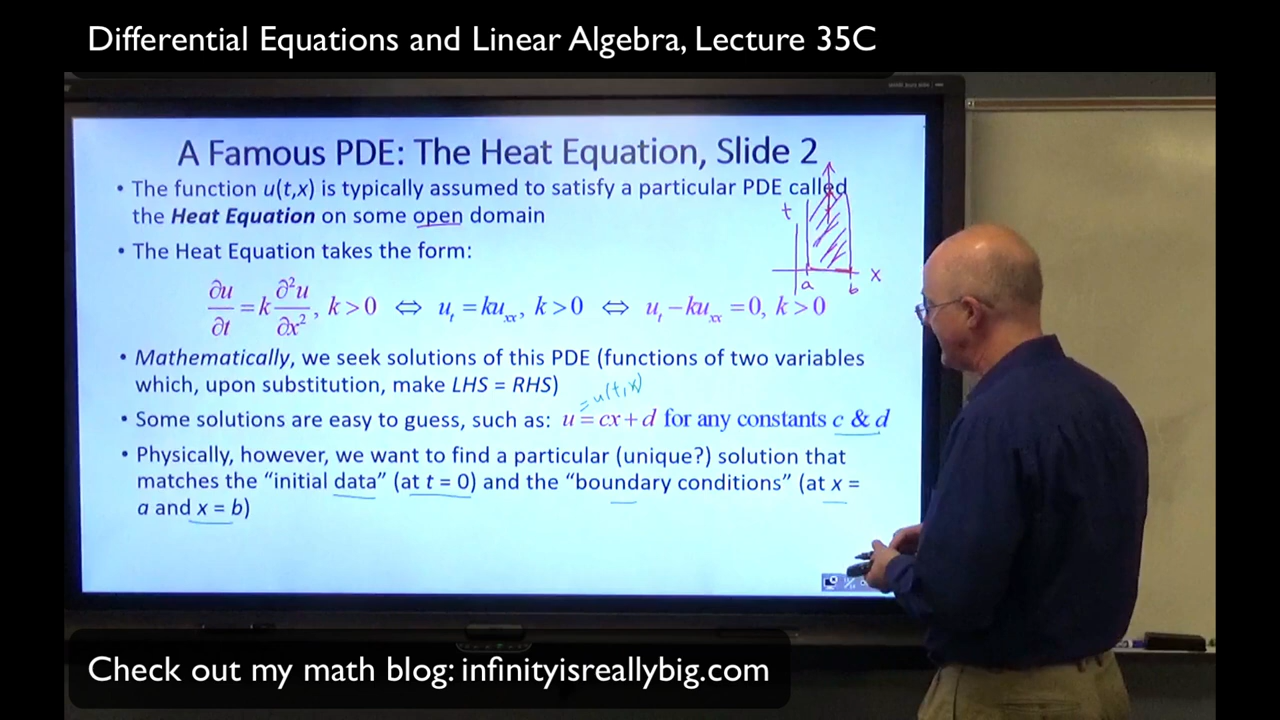 Differential Equations and Linear Algebra, Lecture 35C
A Famous PDE: The Heat Equation, Slide 2
• The function u(t,x) is typically assumed to satisfy a particular PDE called
the Heat Equation on some open domain
t
x
a
b
• The Heat Equation takes the form:
∂u/∂t = k ∂²u/∂x², k > 0 ⇔ u_t = ku_xx, k > 0 ⇔ u_t − ku_xx = 0, k > 0
• Mathematically, we seek solutions of this PDE (functions of two variables
which, upon substitution, make LHS = RHS)
= u(t,x)
• Some solutions are easy to guess, such as: u = cx + d for any constants c & d
• Physically, however, we want to find a particular (unique?) solution that
matches the “initial data” (at t = 0) and the “boundary conditions” (at x =
a and x = b)
Check out my math blog: infinityisreallybig.com